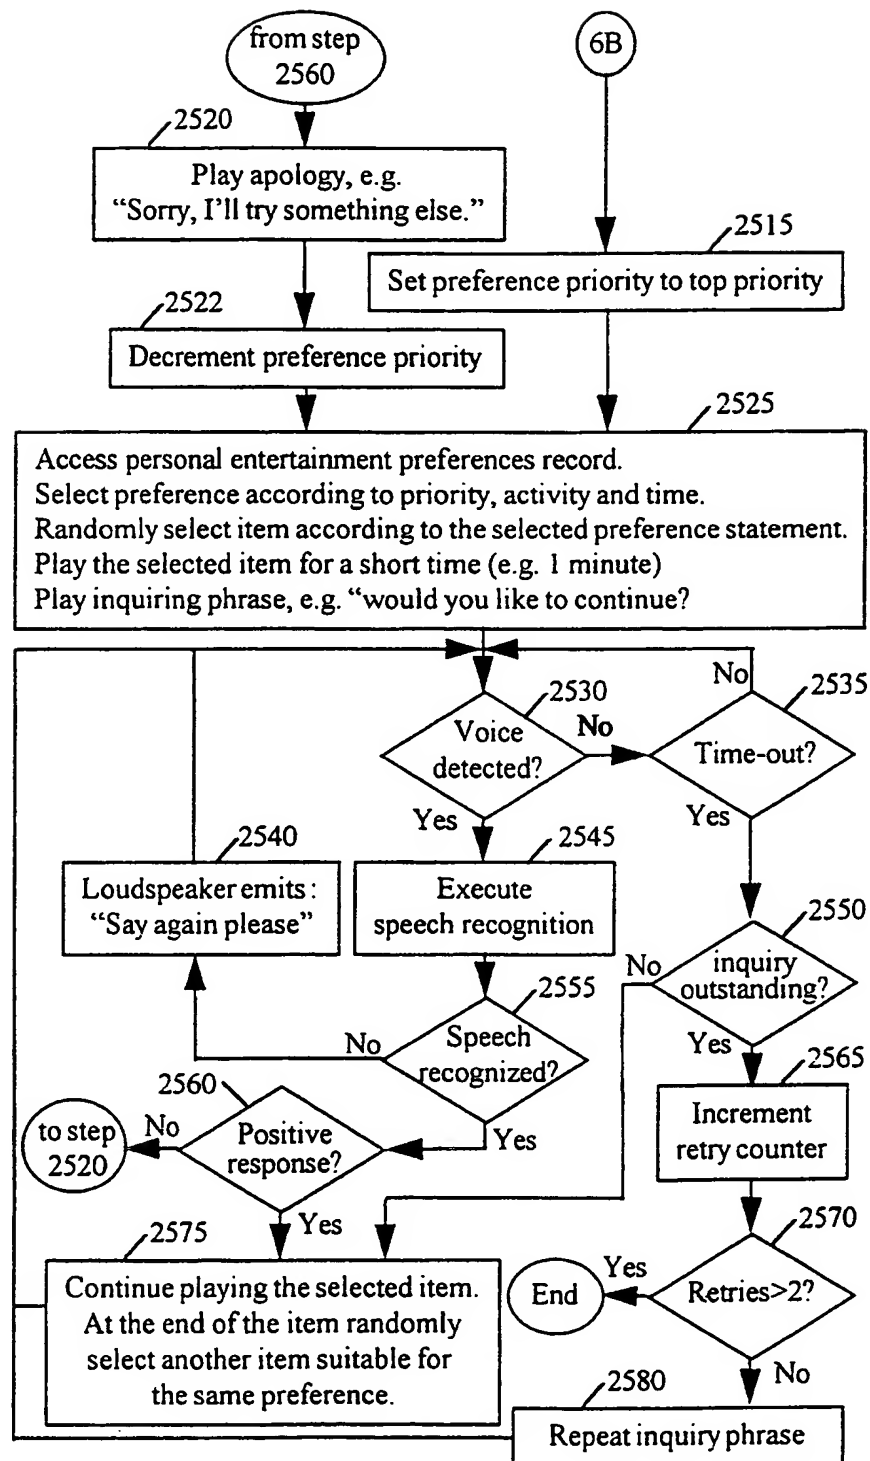 from step
2560
6B
2520
Play apology, e.g.
“Sorry, I’ll try something else.”
2515
Set preference priority to top priority
2522
Decrement preference priority
2525
Access personal entertainment preferences record.
Select preference according to priority, activity and time.
Randomly select item according to the selected preference statement.
Play the selected item for a short time (e.g. 1 minute)
Play inquiring phrase, e.g. “would you like to continue?
No
2530
2535
Voice
detected?
No
Time-out?
Yes
Yes
2540
2545
Loudspeaker emits :
“Say again please”
Execute
speech recognition
2550
No
inquiry
outstanding?
2555
Speech
recognized?
No
Yes
2565
2560
Increment
retry counter
to step
2520
No
Positive
response?
Yes
Yes
2570
2575
Continue playing the selected item.
At the end of the item randomly
select another item suitable for
the same preference.
End
Yes
Retries>2?
No
2580
Repeat inquiry phrase